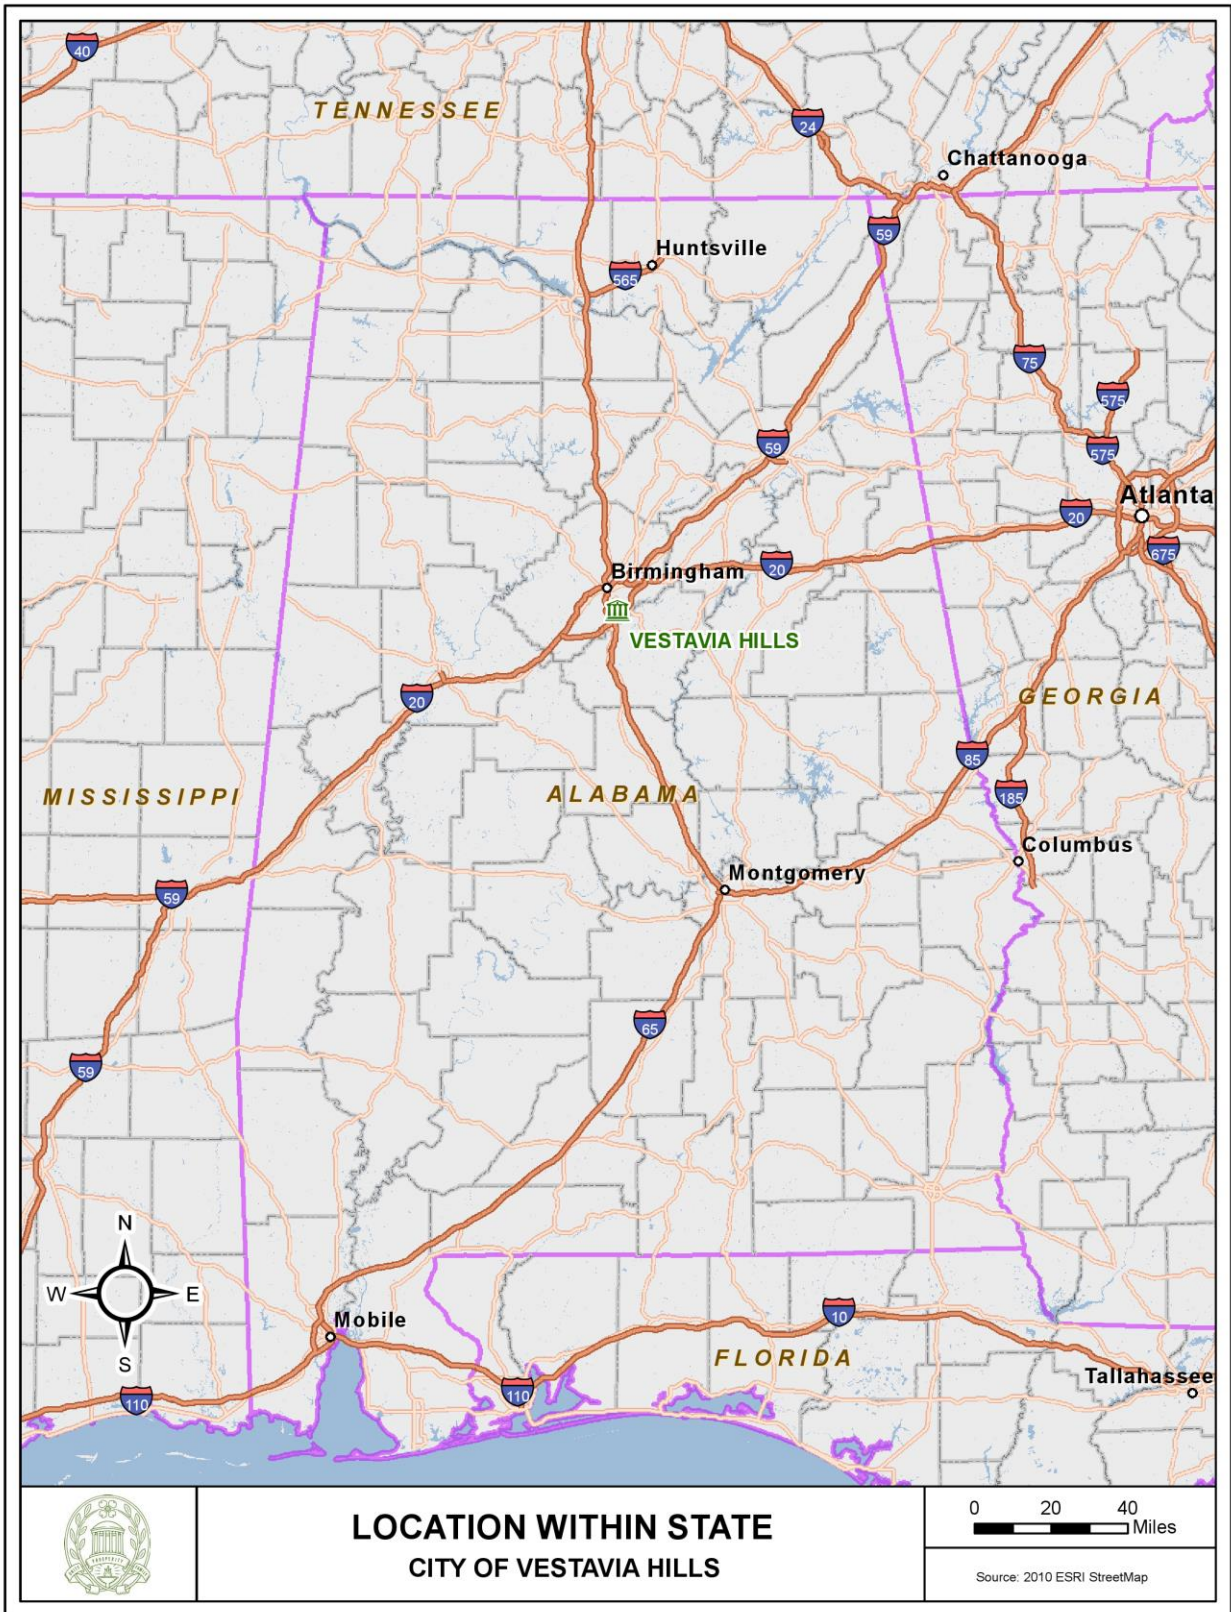 40
TENNESSEE
24
Chattanooga
59
Huntsville
565
75
575
59
575
Atlanta
20
675
20
Birmingham
VESTAVIA HILLS
20
GEORGIA
85
MISSISSIPPI
ALABAMA
185
Columbus
Montgomery
59
65
59
N
W
E
S
10
Mobile
FLORIDA
Tallahassee
110
110
LOCATION WITHIN STATE
CITY OF VESTAVIA HILLS
0 20 40
Miles
Source: 2010 ESRI StreetMap
PROSPERITY